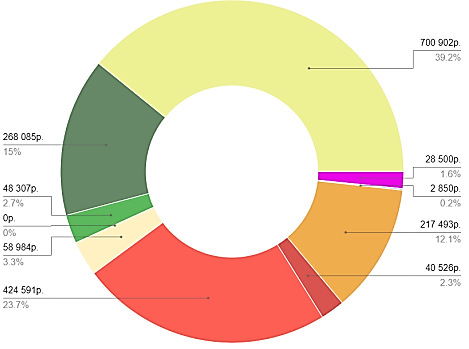 700 902р.
39.2%
28 500р.
1.6%
2 850р.
0.2%
217 493р.
12.1%
40 526р.
2.3%
424 591р.
23.7%
58 984р.
3.3%
0р.
0%
48 307р.
2.7%
268 085р.
15%